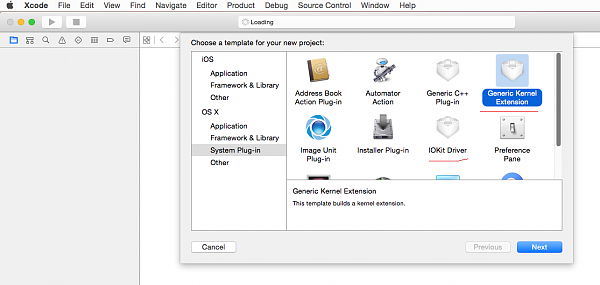 Xcode File Edit View Find Navigate Editor Product Debug Source Control Window Help
Loading
Choose a template for your new project:
iOS
Application
Framework & Library
Other
OS X
Application
Framework & Library
System Plug-in
Other
Address Book Action Plug-in
Automator Action
Generic C++ Plug-in
Generic Kernel Extension
Image Unit Plug-in
Installer Plug-in
IOKit Driver
Preference Pane
Generic Kernel Extension
This template builds a kernel extension.
Cancel
Previous
Next